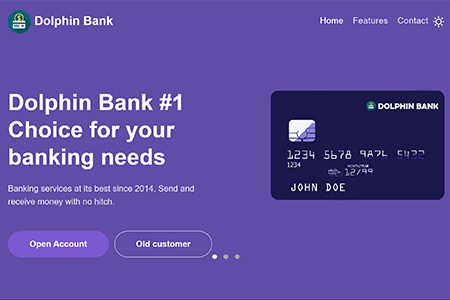 Dolphin Bank
Home Features Contact
Dolphin Bank #1
Choice for your
banking needs
Banking services at its best since 2014. Send and
receive money with no hitch.
Open Account
Old customer
DOLPHIN BANK
1234 5678 9876 5432
1234
12/99
JOHN DOE